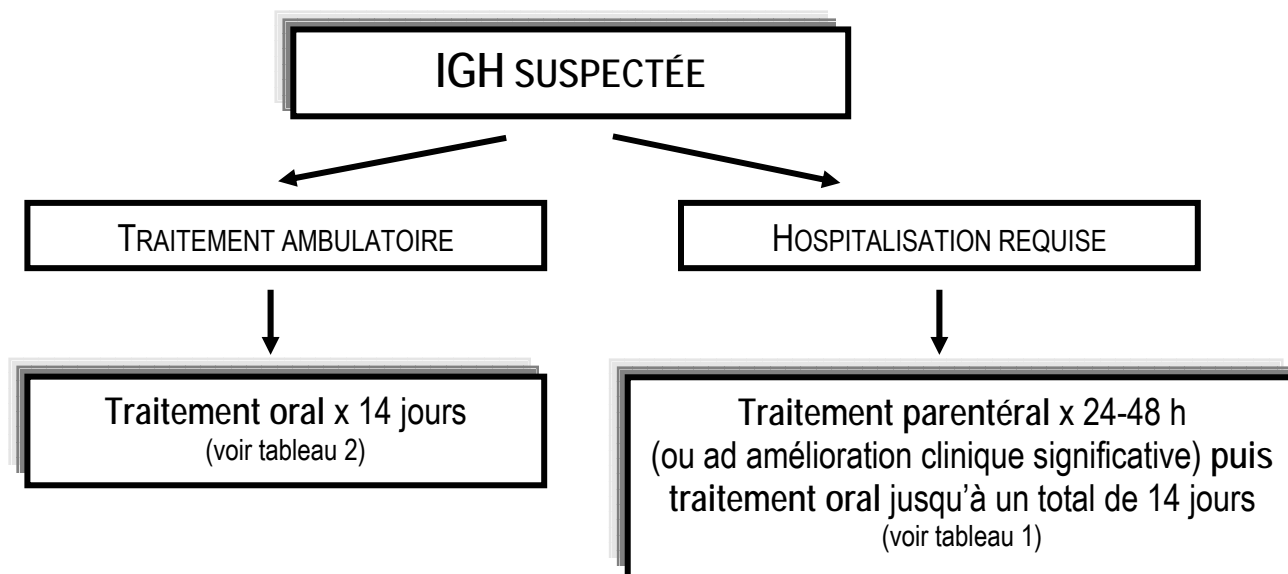 IGH SUSPECTÉE
TRAITEMENT AMBULATOIRE
HOSPITALISATION REQUISE
Traitement oral x 14 jours
(voir tableau 2)
Traitement parentéral x 24-48 h
(ou ad amélioration clinique significative) puis
traitement oral jusqu’à un total de 14 jours
(voir tableau 1)